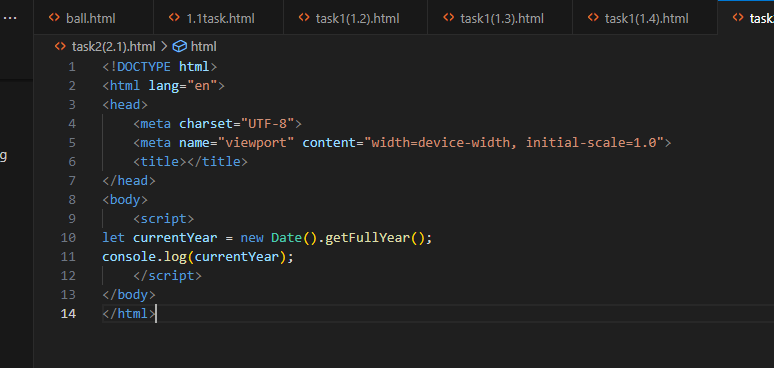 ... ball.html 1.1task.html task1(1.2).html task1(1.3).html task1(1.4).html task
task2(2.1).html > html
1 <!DOCTYPE html>
2 <html lang="en">
3 <head>
4 <meta charset="UTF-8">
5 <meta name="viewport" content="width=device-width, initial-scale=1.0">
g
6 <title></title>
7 </head>
8 <body>
9 <script>
10 let currentYear = new Date().getFullYear();
11 console.log(currentYear);
12 </script>
13 </body>
14 </html>